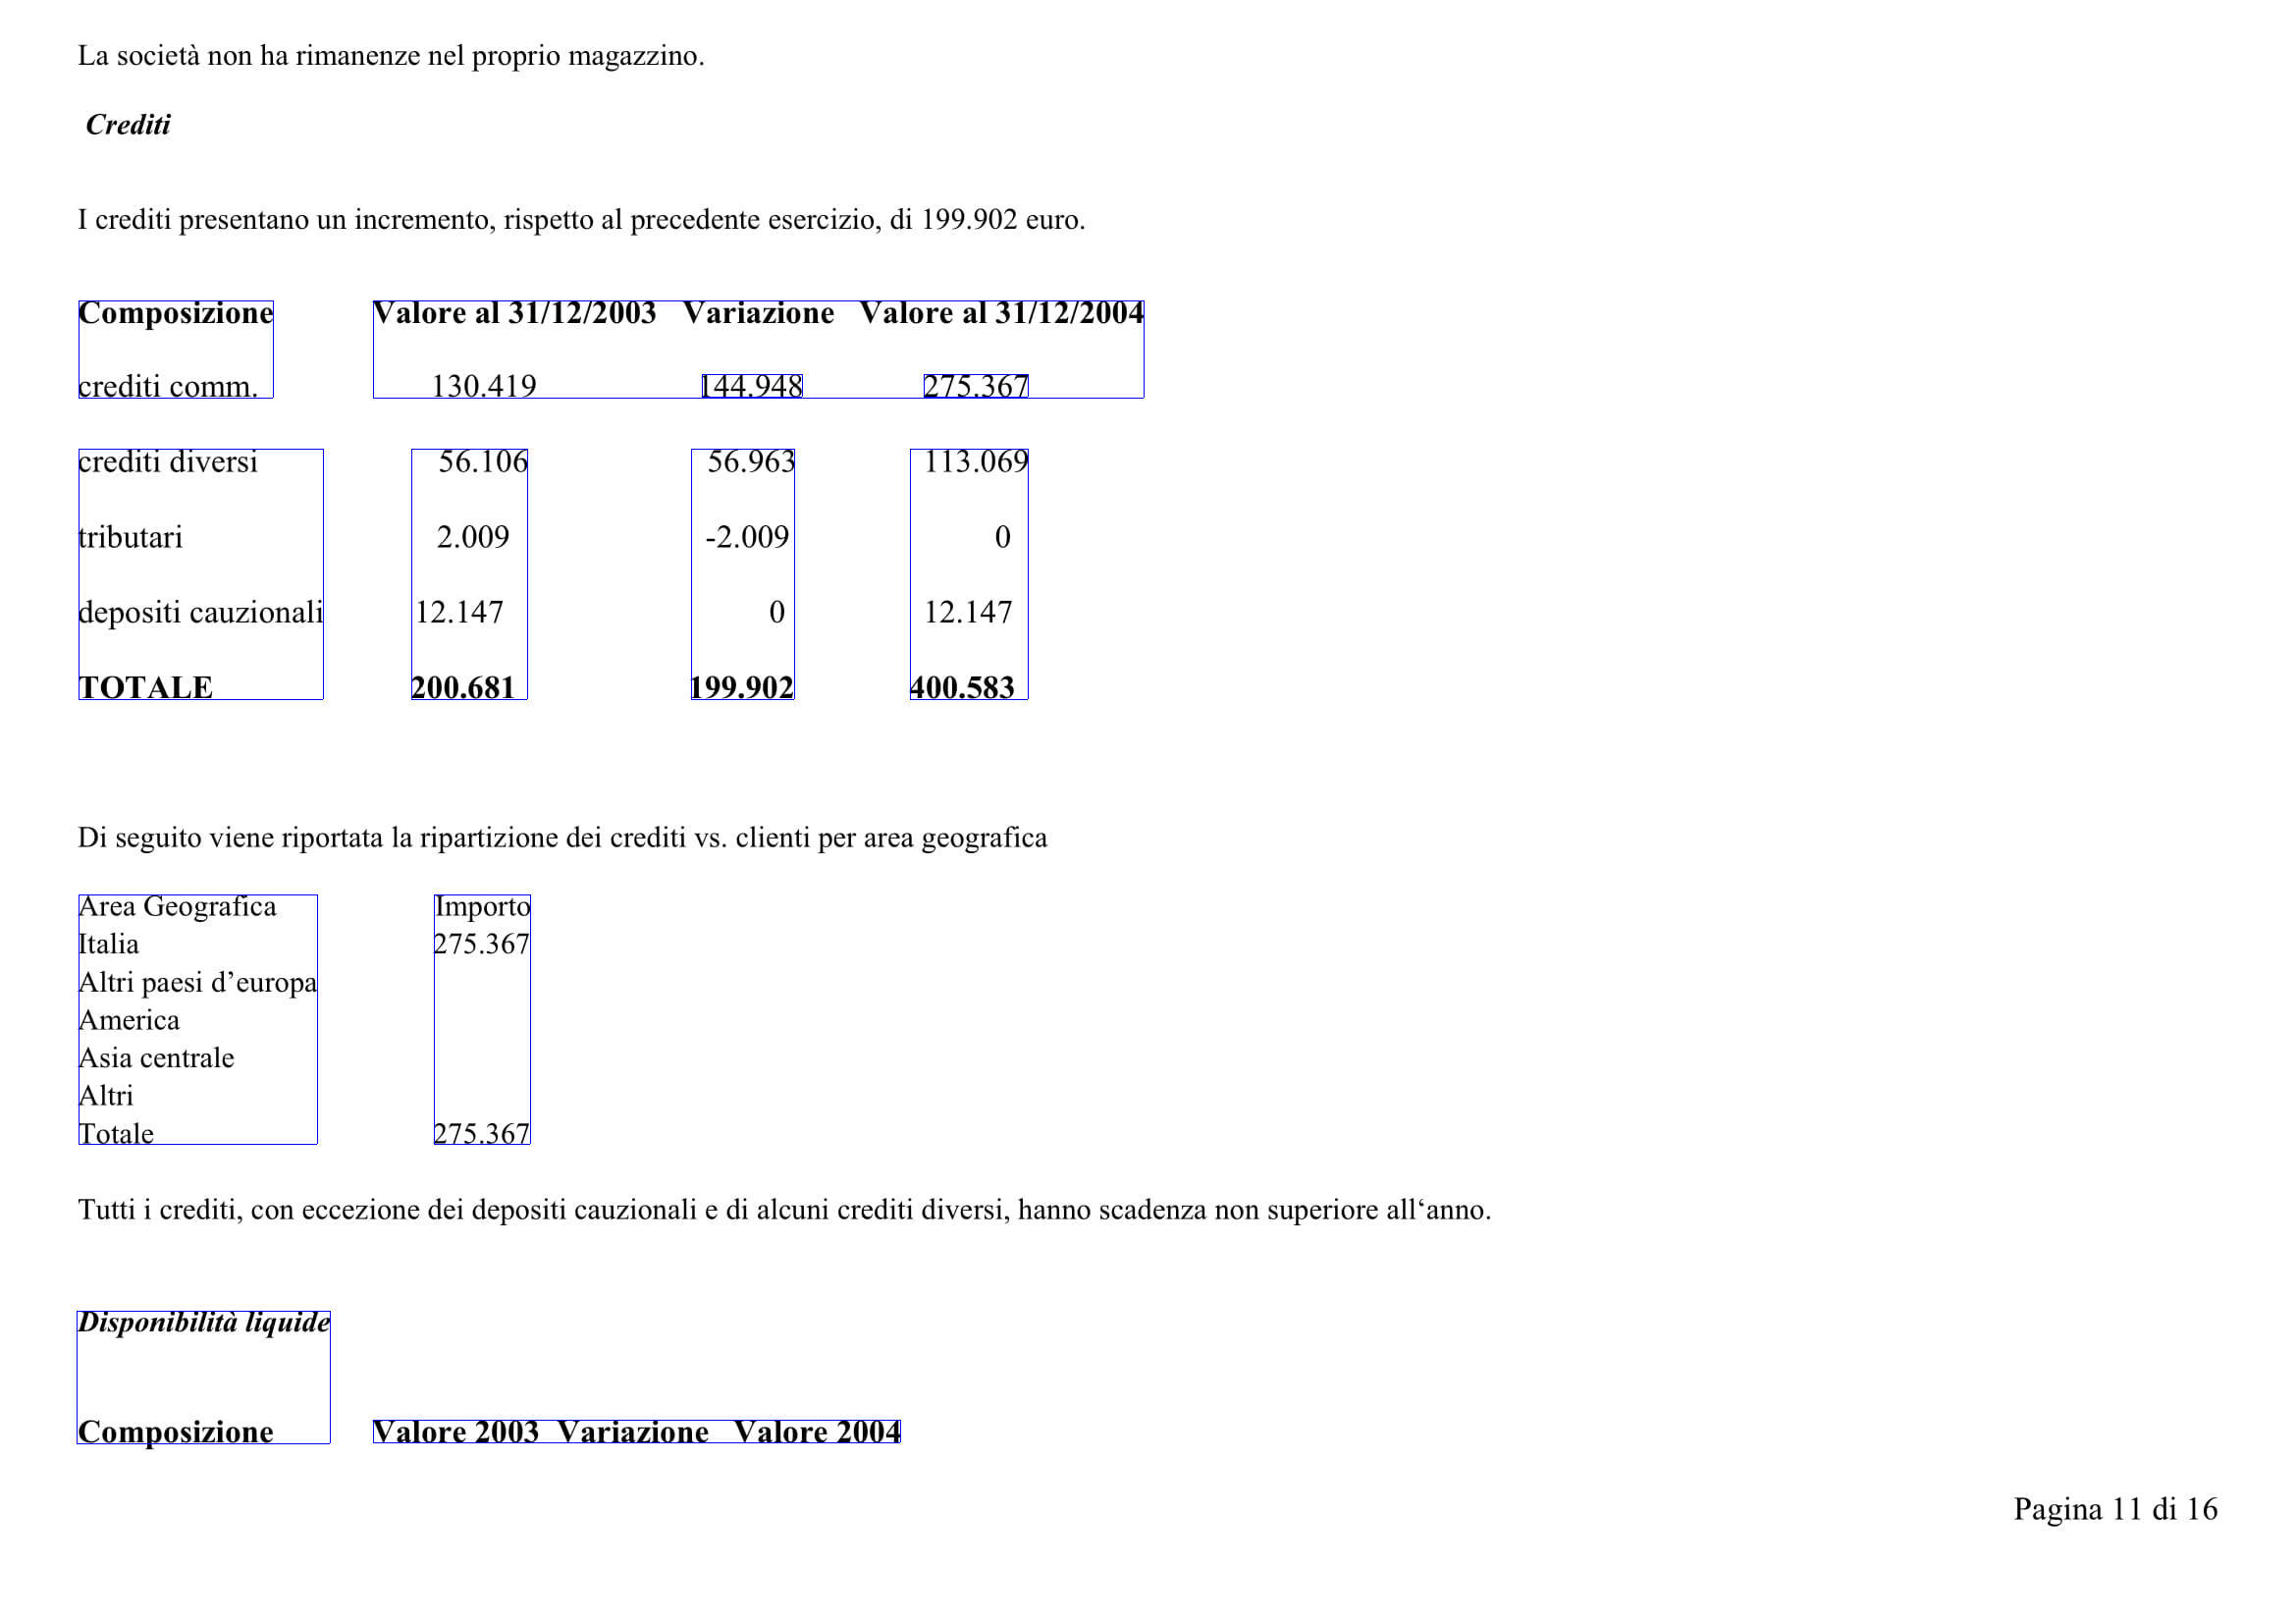 La società non ha rimanenze nel proprio magazzino.
Crediti
I crediti presentano un incremento, rispetto al precedente esercizio, di 199.902 euro.
Composizione Valore al 31/12/2003 Variazione Valore al 31/12/2004
crediti comm. 130.419 144.948 275.367
crediti diversi 56.106 56.963 113.069
tributari 2.009 -2.009 0
depositi cauzionali 12.147 0 12.147
TOTALE 200.681 199.902 400.583
Di seguito viene riportata la ripartizione dei crediti vs. clienti per area geografica
Area Geografica Importo
Italia 275.367
Altri paesi d’europa
America
Asia centrale
Altri
Totale 275.367
Tutti i crediti, con eccezione dei depositi cauzionali e di alcuni crediti diversi, hanno scadenza non superiore all‘anno.
Disponibilità liquide
Composizione Valore 2003 Variazione Valore 2004
Pagina 11 di 16